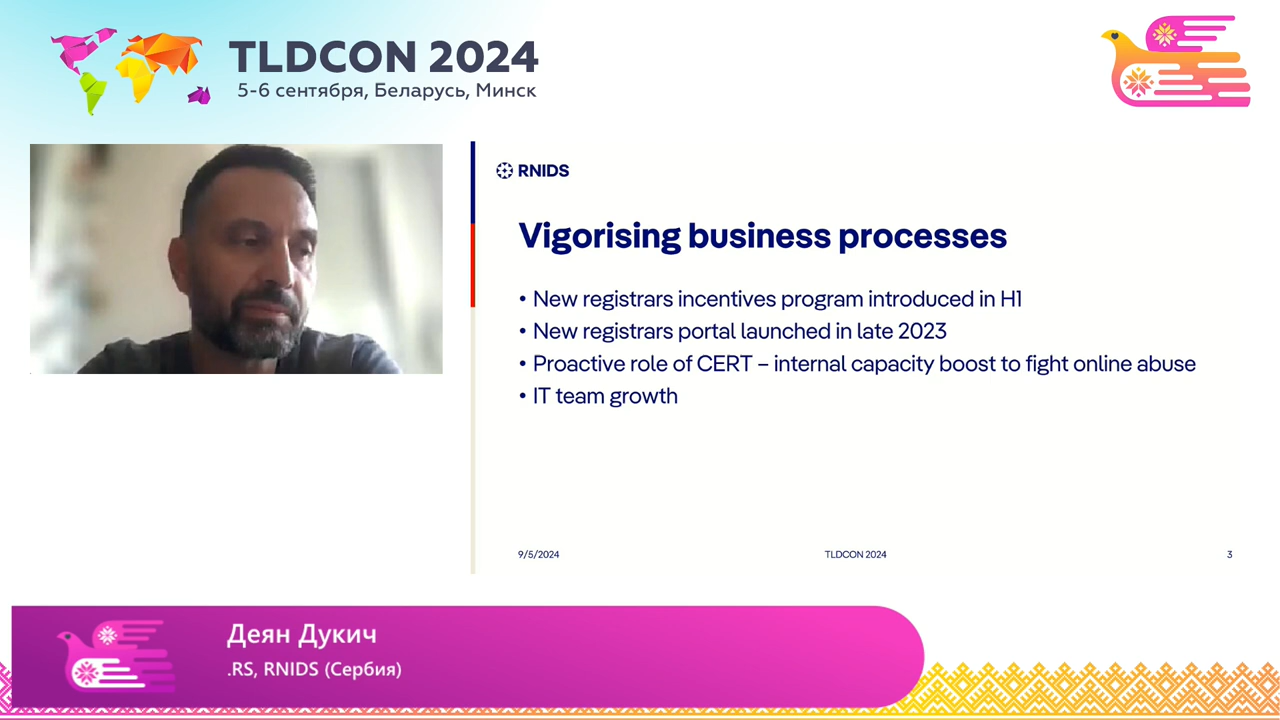 TLDCON 2024
5-6 сентября, Беларусь, Минск
RNIDS
Vigorising business processes
• New registrars incentives program introduced in H1
• New registrars portal launched in late 2023
• Proactive role of CERT – internal capacity boost to fight online abuse
• IT team growth
9/5/2024
TLDCON 2024
3
Деян Дукич
.RS, RNIDS (Сербия)